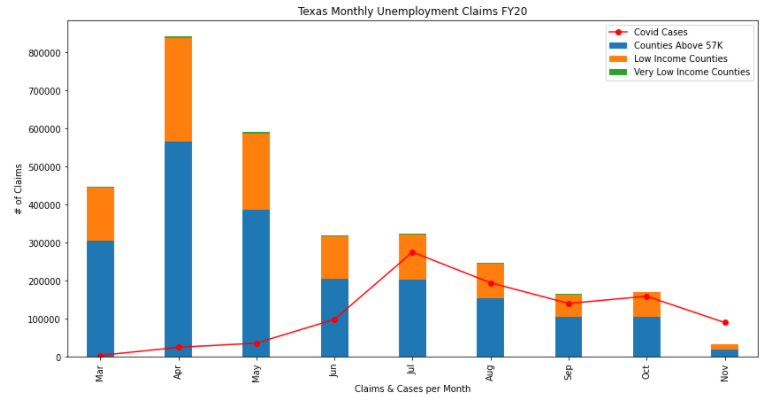 Texas Monthly Unemployment Claims FY20
Covid Cases
Counties Above 57K
Low Income Counties
Very Low Income Counties
# of Claims
800000
700000
600000
500000
400000
300000
200000
100000
0
Mar
Apr
May
Jun
Jul
Aug
Sep
Oct
Nov
Claims & Cases per Month